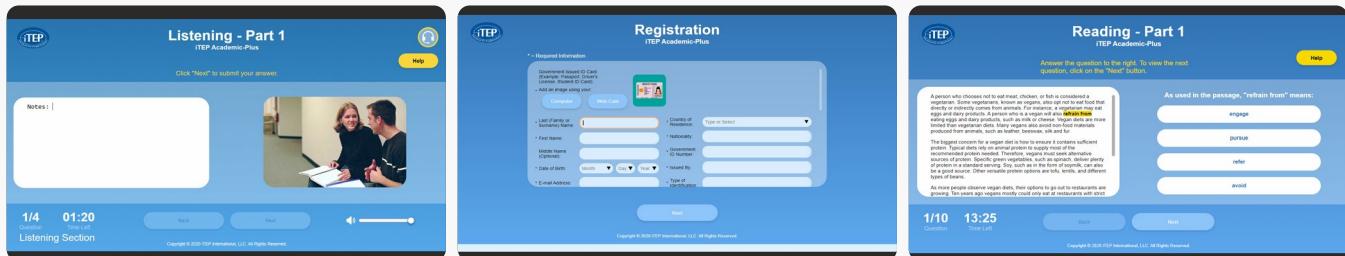 iTEP
Listening - Part 1
iTEP Academic-Plus
Help
Click "Next" to submit your answer.
Notes:
1/4
01:20
Question
Time Left
Back
Next
Listening Section
Copyright © 2020 iTEP International, LLC. All Rights Reserved.
iTEP
Registration
iTEP Academic-Plus
* = Required Information
Government Issued ID Card
(Example: Passport, Driver's
License, Student ID Card).
Add an image using your:
Computer
Web Cam
* Last (Family or
Surname) Name:
* Country of
Residence:
Type or Select
* First Name:
* Nationality:
Middle Name
(Optional):
Government
ID Number:
* Date of Birth:
Month
Day
Year
* Issued By:
* E-mail Address:
Type of
Identification
Next
Copyright © 2020 iTEP International, LLC. All Rights Reserved.
iTEP
Reading - Part 1
iTEP Academic-Plus
Help
Answer the question to the right. To view the next
question, click on the "Next" button.
A person who chooses not to eat meat, chicken, or fish is considered a
vegetarian. Some vegetarians, known as vegans, also opt not to eat food that
directly or indirectly comes from animals. For instance, a vegetarian may eat
eggs and dairy products. A person who is a vegan will also refrain from
eating eggs and dairy products, such as milk or cheese. Vegan diets are more
limited than vegetarian diets. Many vegans also avoid non-food materials
produced from animals, such as leather, beeswax, silk and fur.
The biggest concern for a vegan diet is how to ensure it contains sufficient
protein. Typical diets rely on animal protein to supply most of the
recommended protein needed. Therefore, vegans must seek alternative
sources of protein. Specific green vegetables, such as spinach, deliver plenty
of protein in a standard serving. Soy, such as in the form of soymilk, can also
be a good source. Other versatile protein options are tofu, lentils, and different
types of beans.
As more people observe vegan diets, their options to go out to restaurants are
growing. Ten years ago vegans mostly could only eat at restaurants with strict
As used in the passage, "refrain from" means:
engage
pursue
refer
avoid
1/10
13:25
Question
Time Left
Back
Next
Copyright © 2020 iTEP International, LLC. All Rights Reserved.